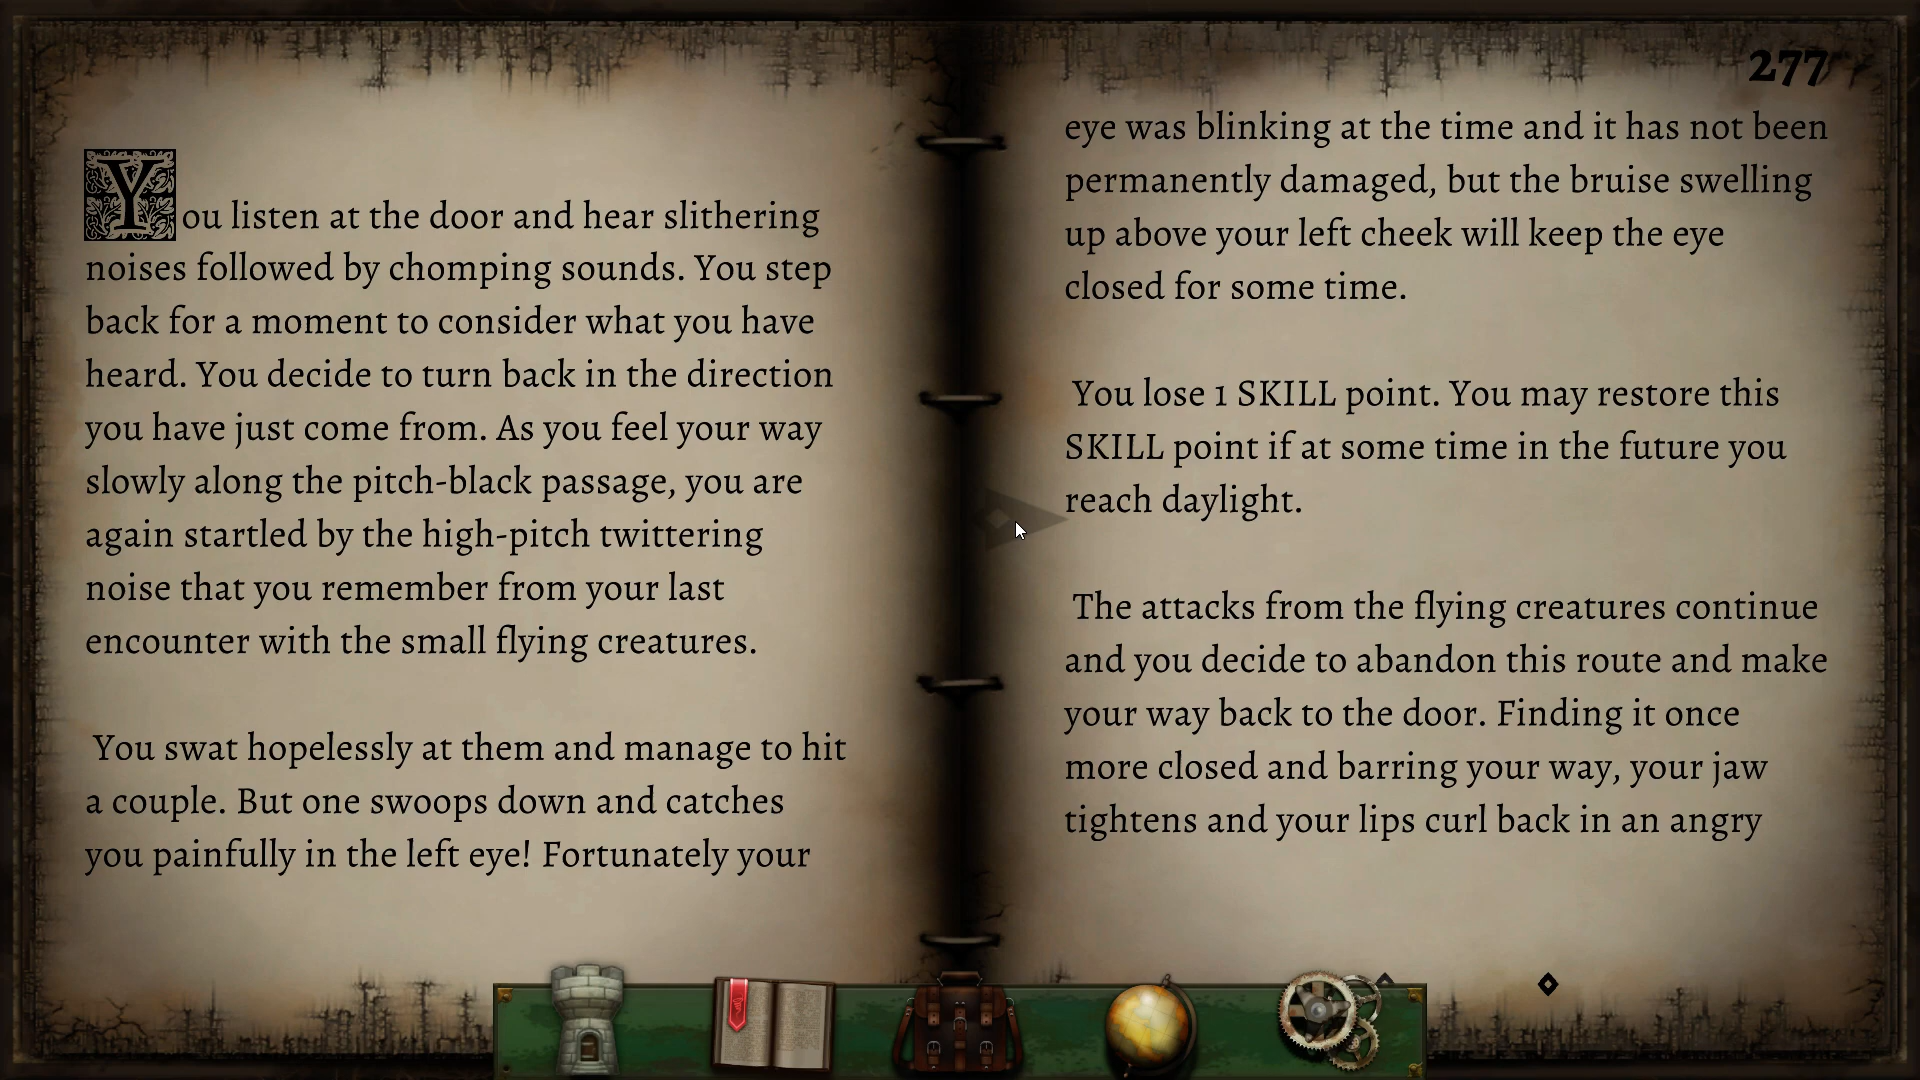 277
You listen at the door and hear slithering
noises followed by chomping sounds. You step
back for a moment to consider what you have
heard. You decide to turn back in the direction
you have just come from. As you feel your way
slowly along the pitch-black passage, you are
again startled by the high-pitch twittering
noise that you remember from your last
encounter with the small flying creatures.
You swat hopelessly at them and manage to hit
a couple. But one swoops down and catches
you painfully in the left eye! Fortunately your
eye was blinking at the time and it has not been
permanently damaged, but the bruise swelling
up above your left cheek will keep the eye
closed for some time.
You lose 1 SKILL point. You may restore this
SKILL point if at some time in the future you
reach daylight.
The attacks from the flying creatures continue
and you decide to abandon this route and make
your way back to the door. Finding it once
more closed and barring your way, your jaw
tightens and your lips curl back in an angry